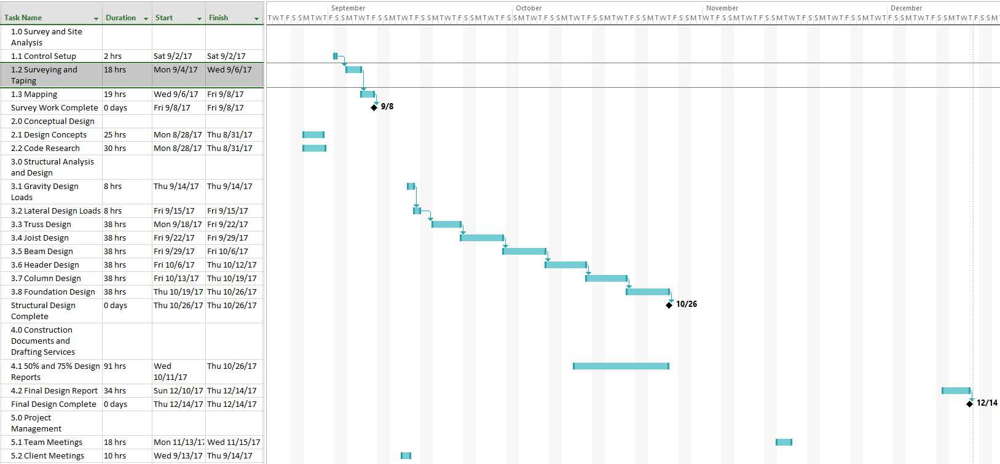 September October November December
Task Name Duration Start Finish T W T F S S M T W T F S S M T W T F S S M T W T F S S M T W T F S S M T W T F S S M T W T F S S M T W T F S S M T W T F S S M T W T F S S M T W T F S S M T W T F S S M T W T F S S M T W T F S S M T W T F S S M T W T F S S M T W T F S S M T W T F S S M
1.0 Survey and Site
Analysis
1.1 Control Setup 2 hrs Sat 9/2/17 Sat 9/2/17
1.2 Surveying and 18 hrs Mon 9/4/17 Wed 9/6/17
Taping
1.3 Mapping 19 hrs Wed 9/6/17 Fri 9/8/17
Survey Work Complete 0 days Fri 9/8/17 Fri 9/8/17 9/8
2.0 Conceptual Design
2.1 Design Concepts 25 hrs Mon 8/28/17 Thu 8/31/17
2.2 Code Research 30 hrs Mon 8/28/17 Thu 8/31/17
3.0 Structural Analysis
and Design
3.1 Gravity Design 8 hrs Thu 9/14/17 Thu 9/14/17
Loads
3.2 Lateral Design Loads 8 hrs Fri 9/15/17 Fri 9/15/17
3.3 Truss Design 38 hrs Mon 9/18/17 Fri 9/22/17
3.4 Joist Design 38 hrs Fri 9/22/17 Fri 9/29/17
3.5 Beam Design 38 hrs Fri 9/29/17 Fri 10/6/17
3.6 Header Design 38 hrs Fri 10/6/17 Thu 10/12/17
3.7 Column Design 38 hrs Fri 10/13/17 Thu 10/19/17
3.8 Foundation Design 38 hrs Thu 10/19/17 Thu 10/26/17
Structural Design 0 days Thu 10/26/17 Thu 10/26/17 10/26
Complete
4.0 Construction
Documents and
Drafting Services
4.1 50% and 75% Design 91 hrs Wed Thu 10/26/17
Reports 10/11/17
4.2 Final Design Report 34 hrs Sun 12/10/17 Thu 12/14/17
Final Design Complete 0 days Thu 12/14/17 Thu 12/14/17 12/14
5.0 Project
Management
5.1 Team Meetings 18 hrs Mon 11/13/17 Wed 11/15/17
5.2 Client Meetings 10 hrs Wed 9/13/17 Thu 9/14/17